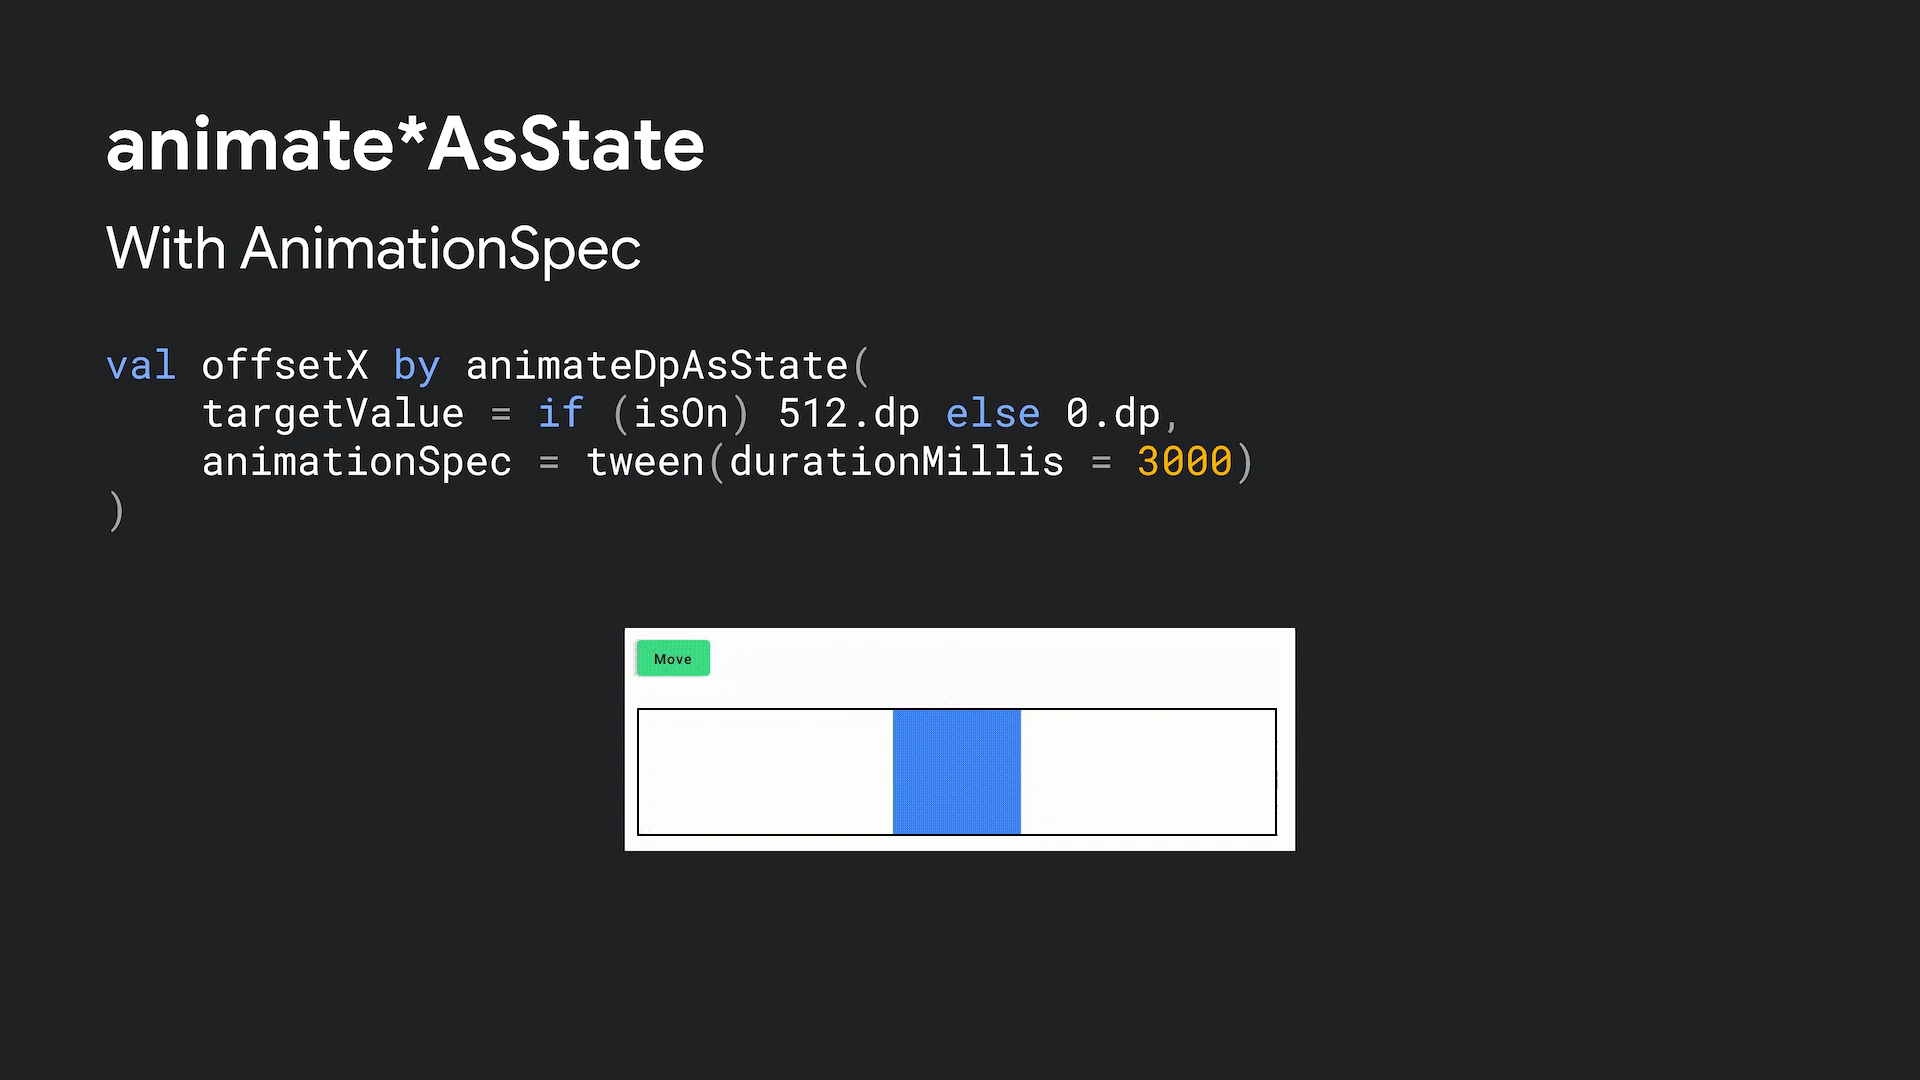 animate*AsState
With AnimationSpec
val offsetX by animateDpAsState(
    targetValue = if (isOn) 512.dp else 0.dp,
    animationSpec = tween(durationMillis = 3000)
)
Move